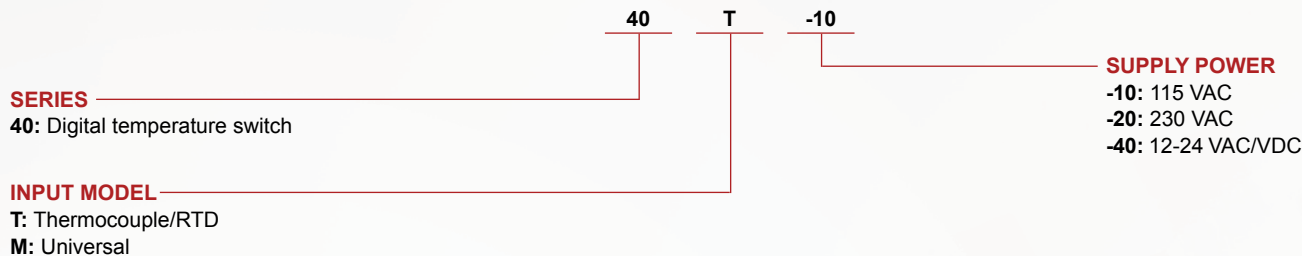 40 T -10
SUPPLY POWER
-10: 115 VAC
-20: 230 VAC
-40: 12-24 VAC/VDC
SERIES
40: Digital temperature switch
INPUT MODEL
T: Thermocouple/RTD
M: Universal